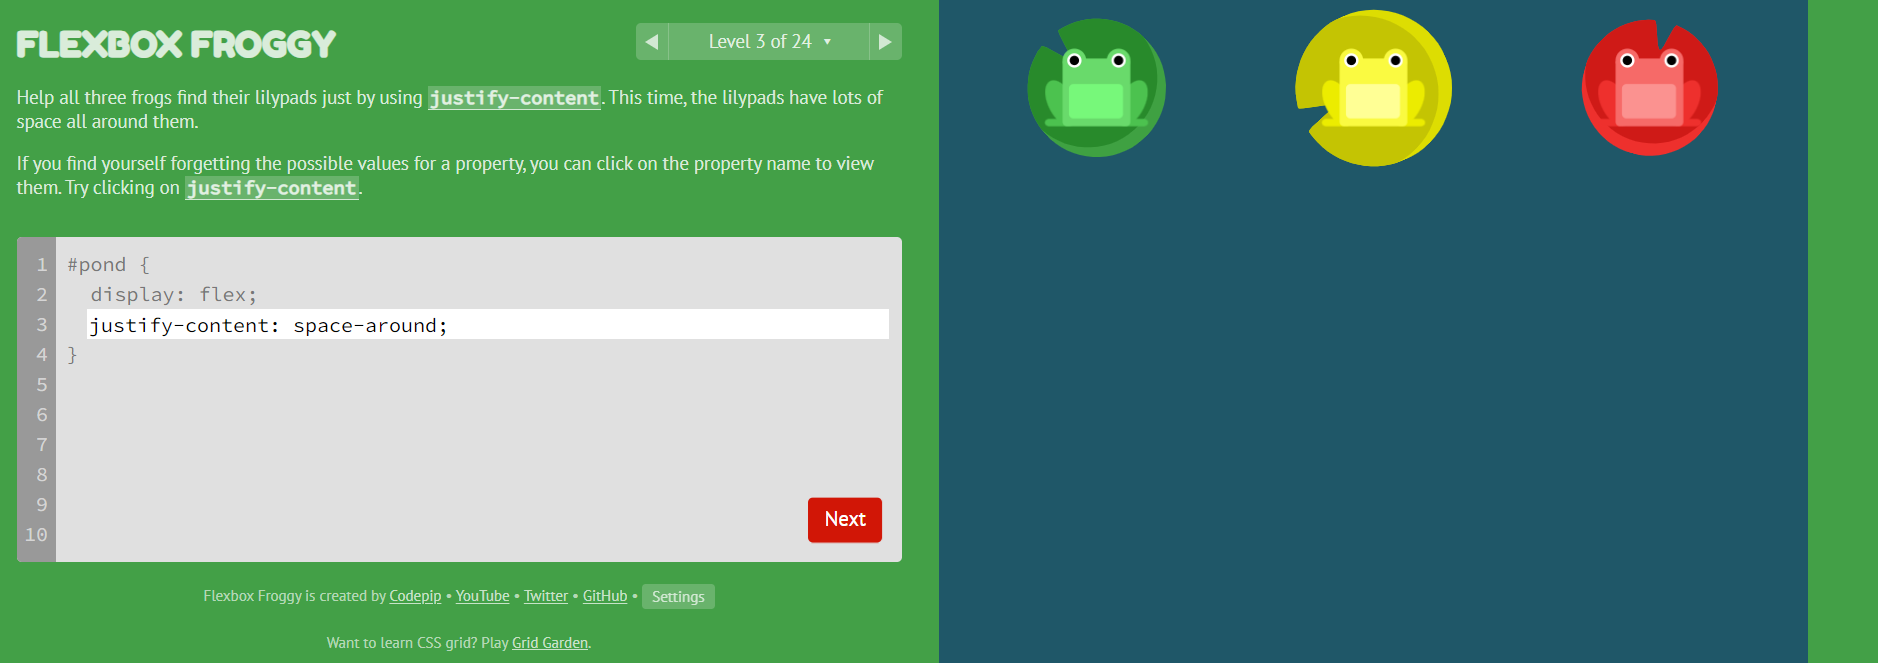 FLEXBOX FROGGY
Level 3 of 24
Help all three frogs find their lilypads just by using justify-content. This time, the lilypads have lots of
space all around them.
If you find yourself forgetting the possible values for a property, you can click on the property name to view
them. Try clicking on justify-content.
1 #pond {
2 display: flex;
3 justify-content: space-around;
4 }
5
6
7
8
9
10
Next
Flexbox Froggy is created by Codepip • YouTube • Twitter • GitHub • Settings
Want to learn CSS grid? Play Grid Garden.